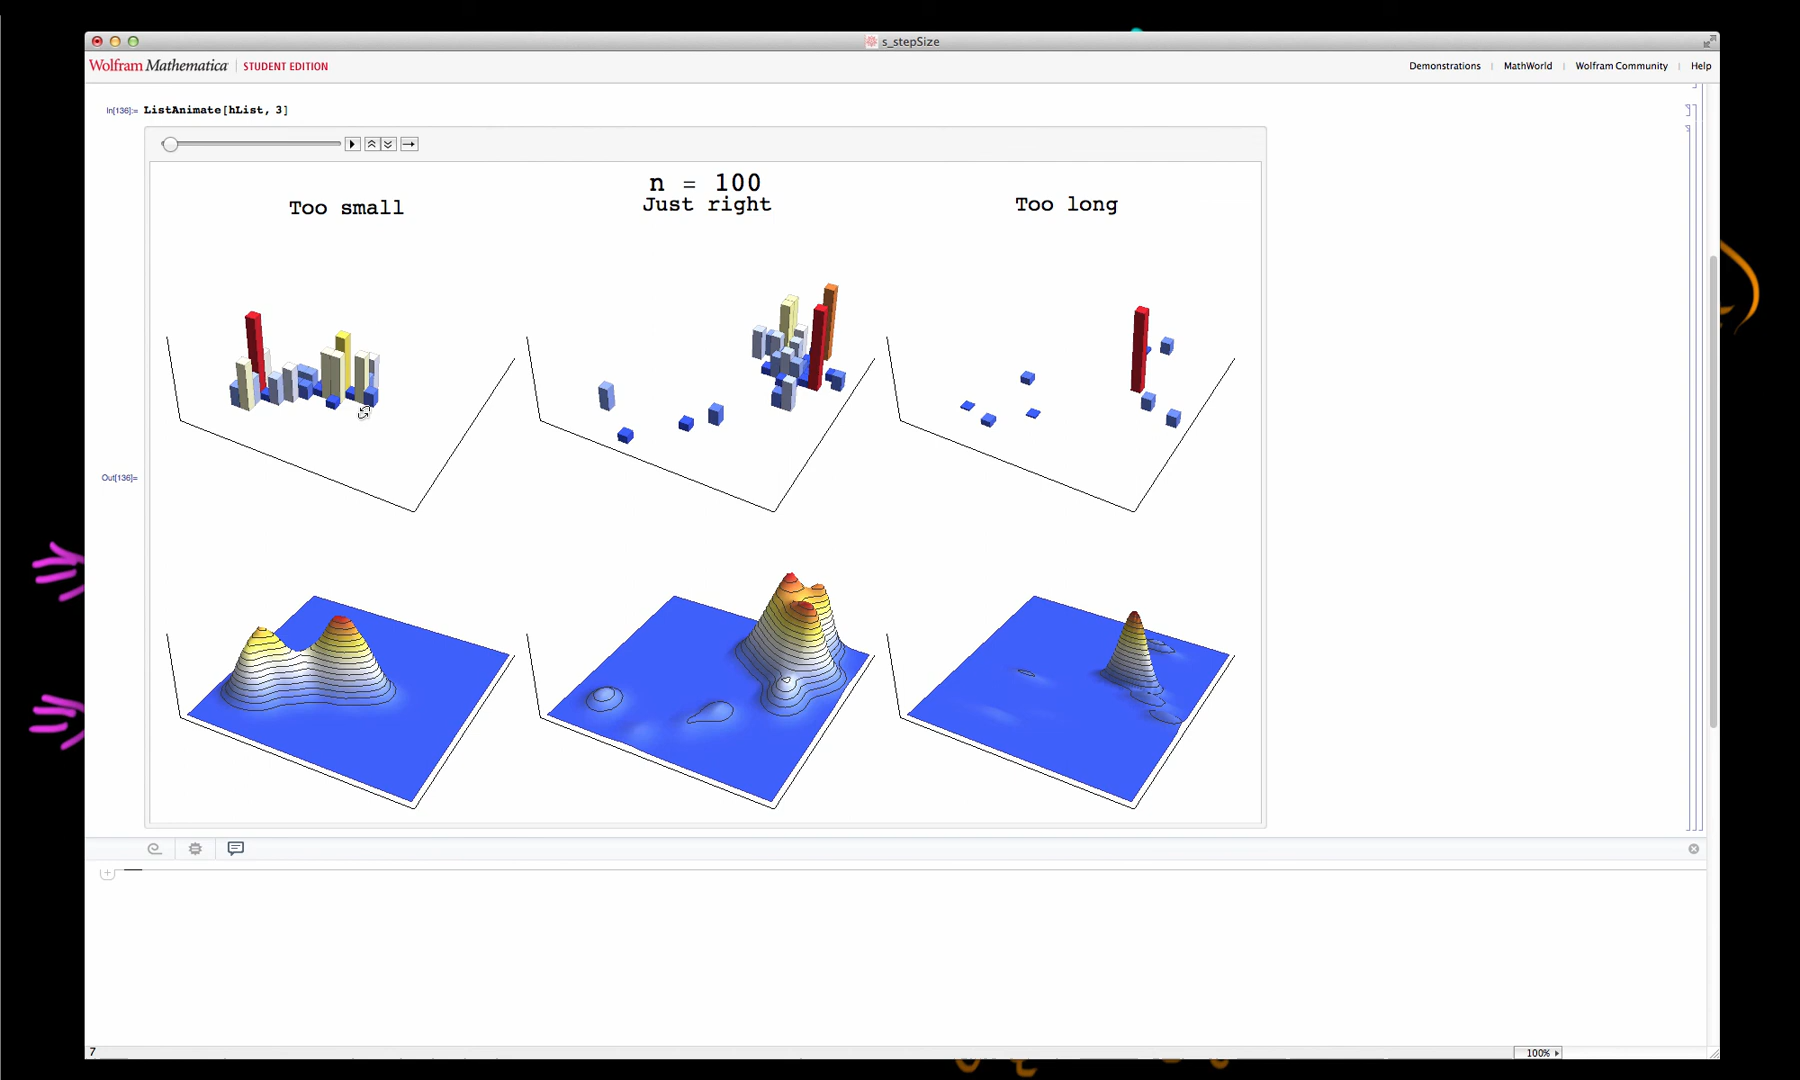 s_stepSize
Wolfram Mathematica | STUDENT EDITION
Demonstrations | MathWorld | Wolfram Community | Help
In[136]:= ListAnimate[hList, 3]
n = 100
Too small
Just right
Too long
Out[136]=
7
100%